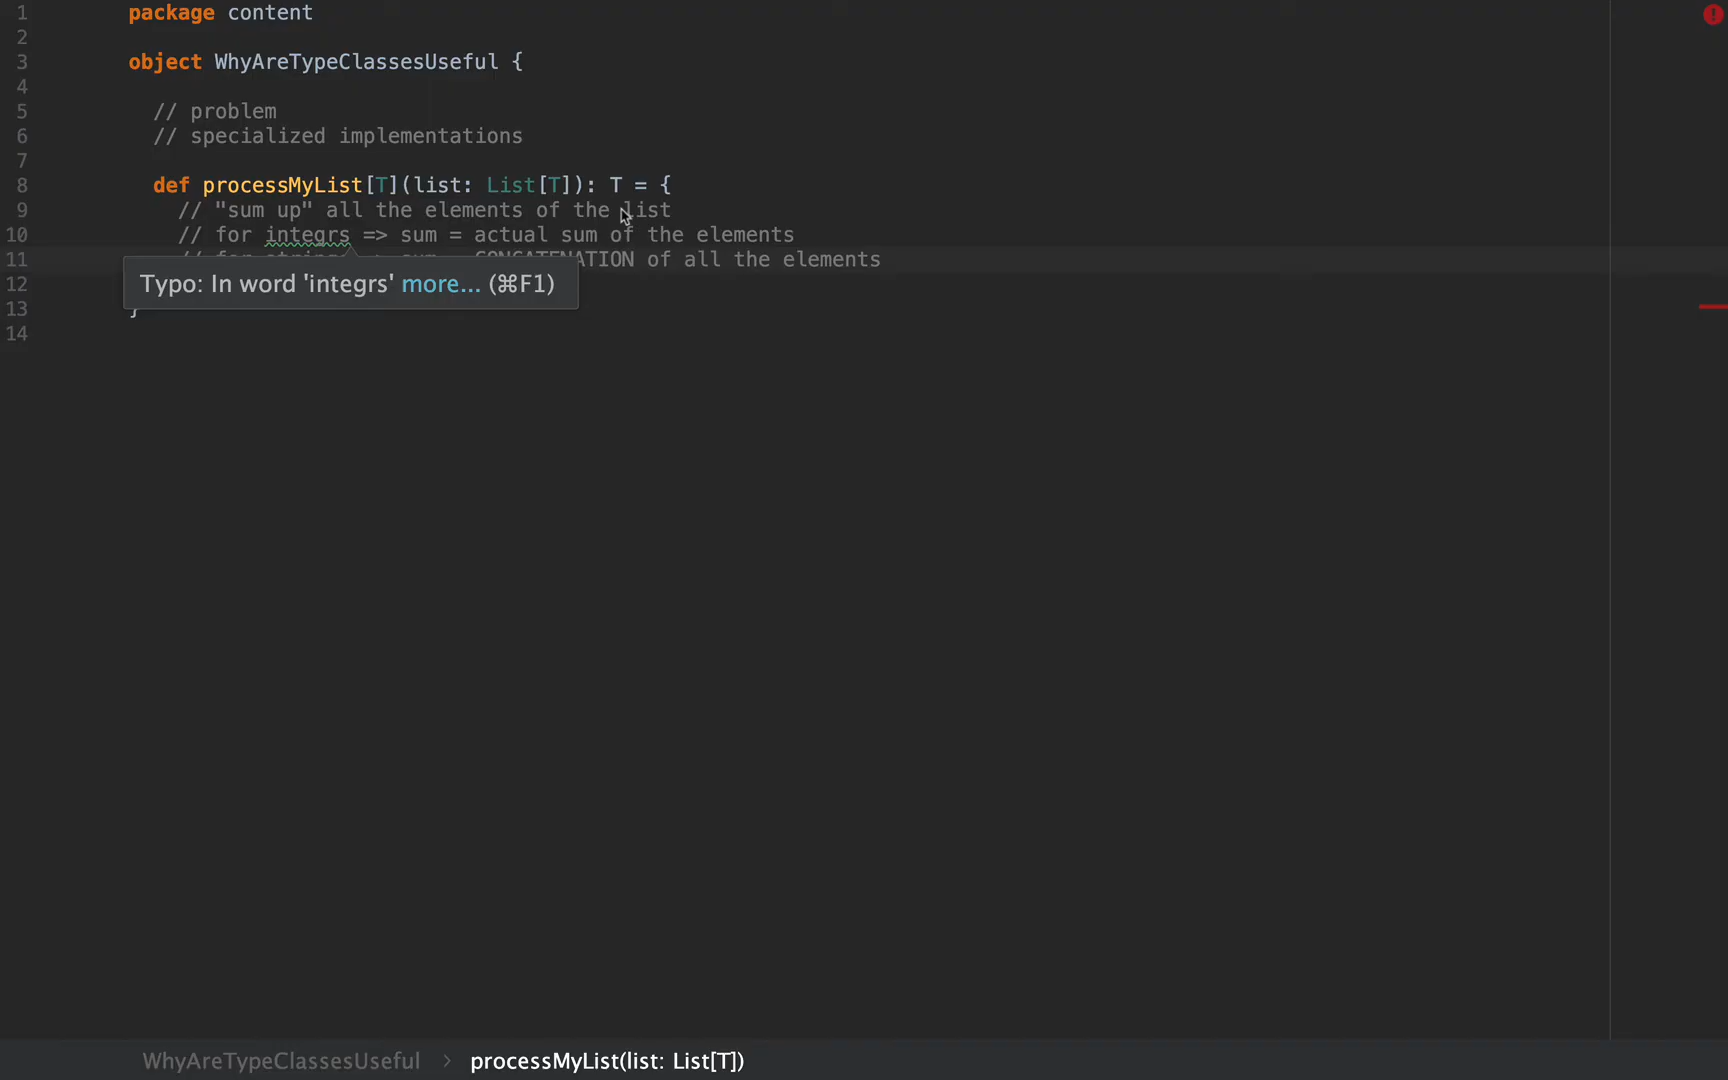 1 package content
2
3 object WhyAreTypeClassesUseful {
4
5 // problem
6 // specialized implementations
7
8 def processMyList[T](list: List[T]): T = {
9 // "sum up" all the elements of the list
10 // for integrs => sum = actual sum of the elements
11 of all the elements
12 Typo: In word 'integrs' more... (⌘F1)
13 }
14
WhyAreTypeClassesUseful > processMyList(list: List[T])